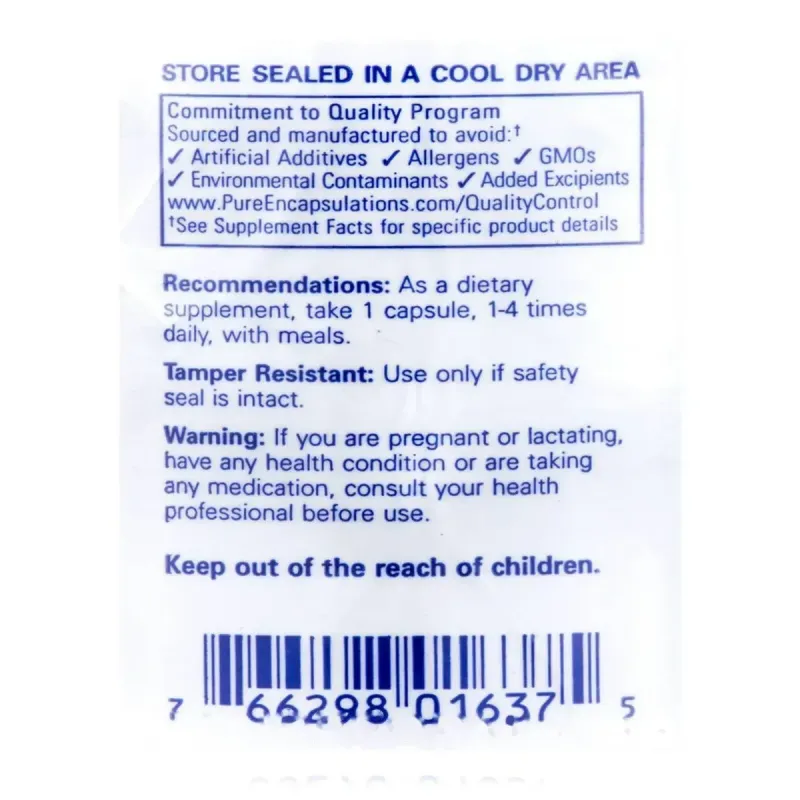 STORE SEALED IN A COOL DRY AREA
Commitment to Quality Program
Sourced and manufactured to avoid:†
✓ Artificial Additives ✓ Allergens ✓ GMOs
✓ Environmental Contaminants ✓ Added Excipients
www.PureEncapsulations.com/QualityControl
†See Supplement Facts for specific product details
Recommendations: As a dietary
supplement, take 1 capsule, 1-4 times
daily, with meals.
Tamper Resistant: Use only if safety
seal is intact.
Warning: If you are pregnant or lactating,
have any health condition or are taking
any medication, consult your health
professional before use.
Keep out of the reach of children.
7 66298 01637 5